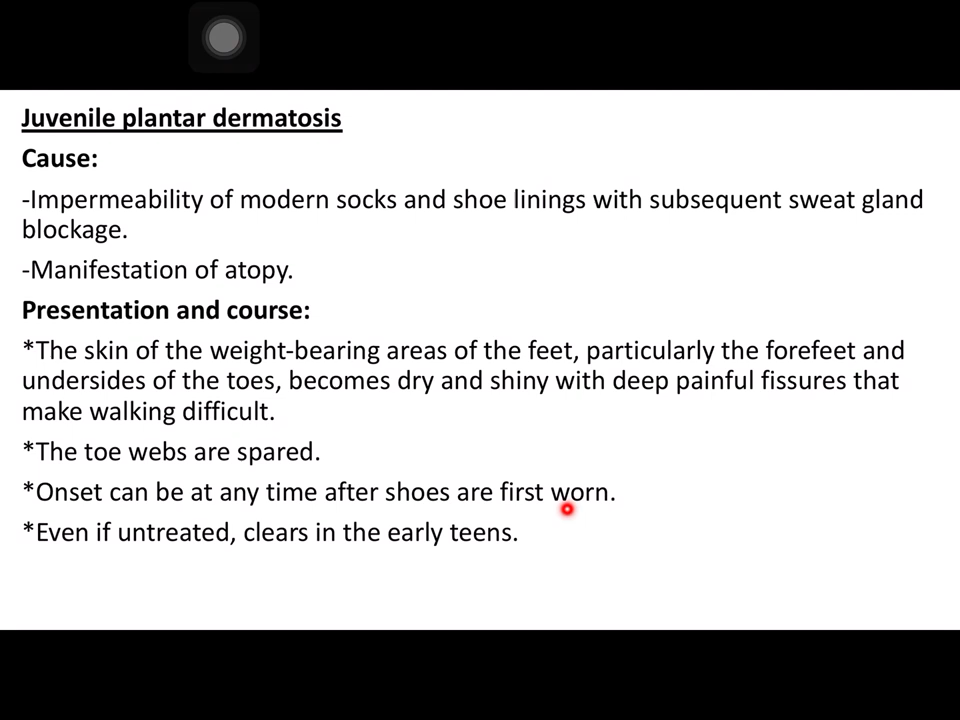 Juvenile plantar dermatosis
Cause:
-Impermeability of modern socks and shoe linings with subsequent sweat gland
blockage.
-Manifestation of atopy.
Presentation and course:
*The skin of the weight-bearing areas of the feet, particularly the forefeet and
undersides of the toes, becomes dry and shiny with deep painful fissures that
make walking difficult.
*The toe webs are spared.
*Onset can be at any time after shoes are first worn.
*Even if untreated, clears in the early teens.